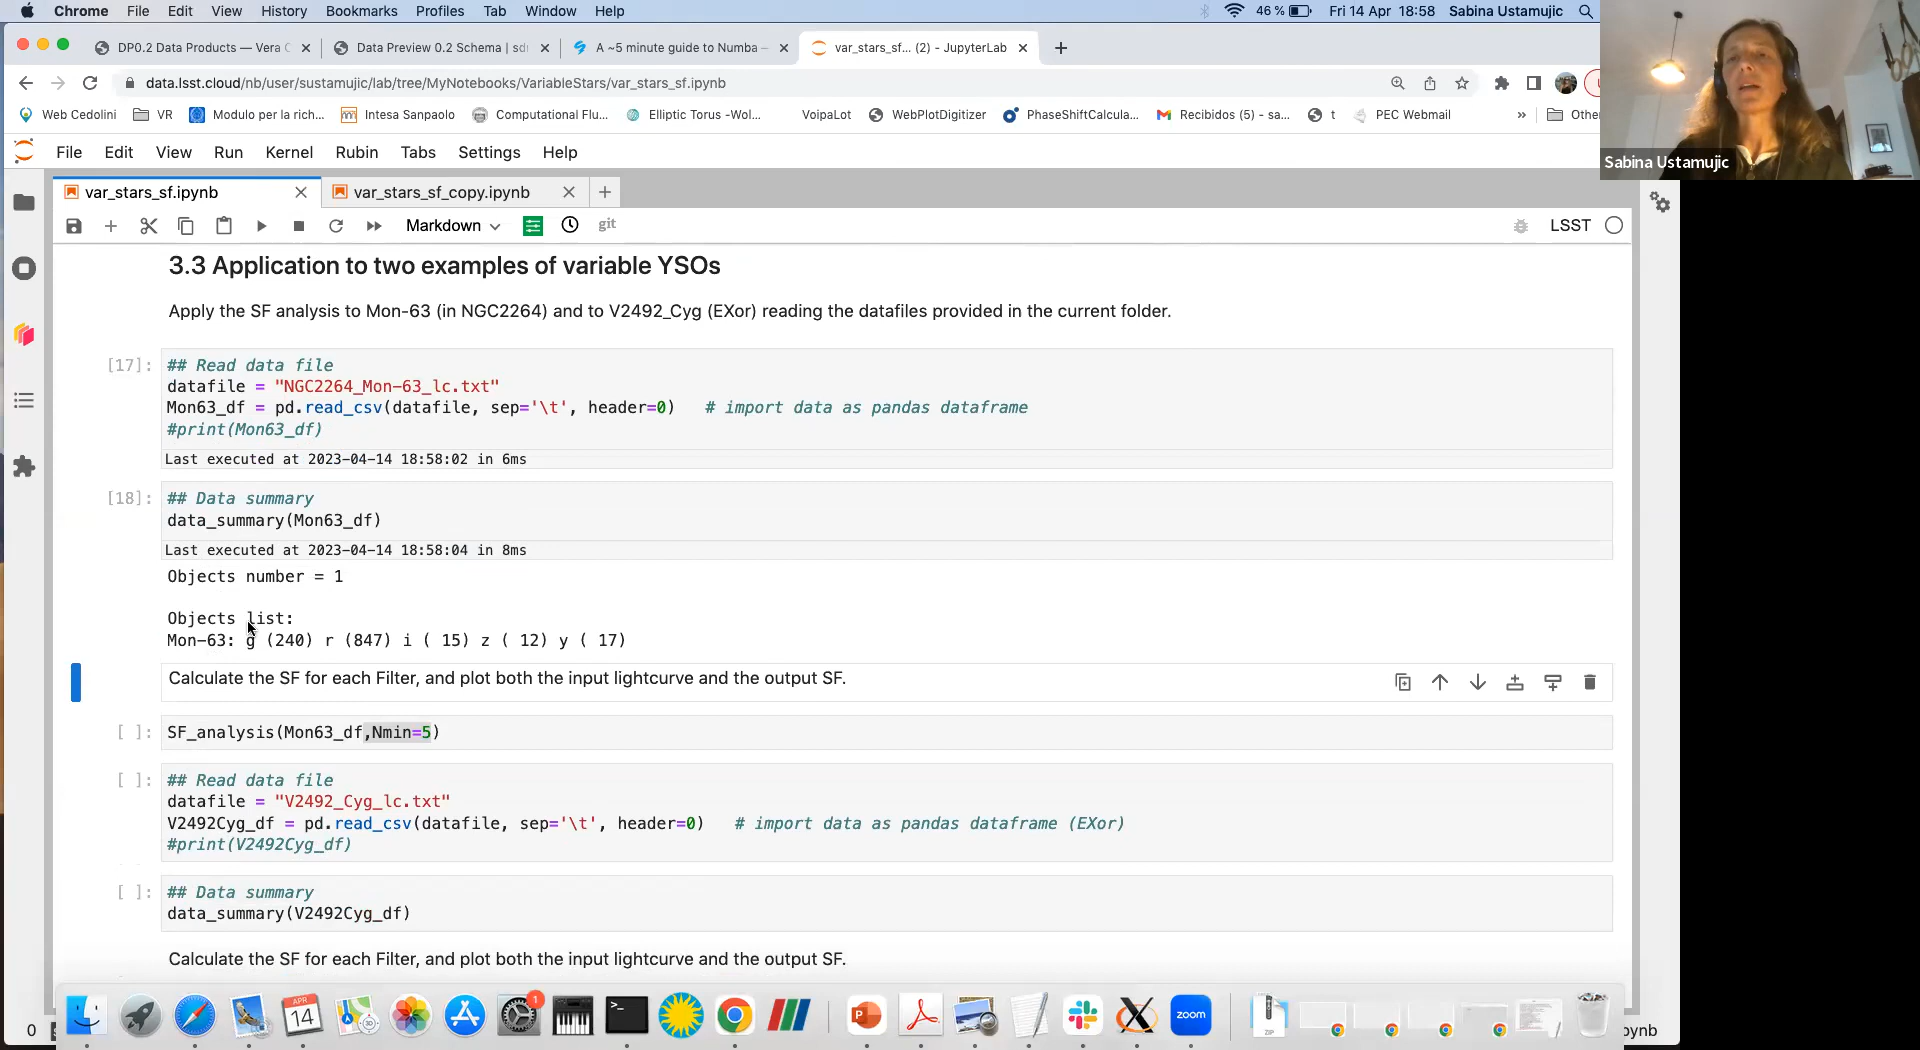 Chrome File Edit View History Bookmarks Profiles Tab Window Help 46 % Fri 14 Apr 18:58 Sabina Ustamujic
DP0.2 Data Products — Vera C Data Preview 0.2 Schema | sdm A ~5 minute guide to Numba — var_stars_sf... (2) - JupyterLab
data.lsst.cloud/nb/user/sustamujic/lab/tree/MyNotebooks/VariableStars/var_stars_sf.ipynb
Web Cedolini VR Modulo per la rich... Intesa Sanpaolo Computational Flu... Elliptic Torus -Wol... VoipaLot WebPlotDigitizer PhaseShiftCalcula... Recibidos (5) - sa... t PEC Webmail » Other
Sabina Ustamujic
File Edit View Run Kernel Rubin Tabs Settings Help
var_stars_sf.ipynb var_stars_sf_copy.ipynb
Markdown git LSST
3.3 Application to two examples of variable YSOs
Apply the SF analysis to Mon-63 (in NGC2264) and to V2492_Cyg (EXor) reading the datafiles provided in the current folder.
[17]: ## Read data file
datafile = "NGC2264_Mon-63_lc.txt"
Mon63_df = pd.read_csv(datafile, sep='\t', header=0) # import data as pandas dataframe
#print(Mon63_df)
Last executed at 2023-04-14 18:58:02 in 6ms
[18]: ## Data summary
data_summary(Mon63_df)
Last executed at 2023-04-14 18:58:04 in 8ms
Objects number = 1
Objects list:
Mon-63: g (240) r (847) i ( 15) z ( 12) y ( 17)
Calculate the SF for each Filter, and plot both the input lightcurve and the output SF.
[ ]: SF_analysis(Mon63_df,Nmin=5)
[ ]: ## Read data file
datafile = "V2492_Cyg_lc.txt"
V2492Cyg_df = pd.read_csv(datafile, sep='\t', header=0) # import data as pandas dataframe (EXor)
#print(V2492Cyg_df)
[ ]: ## Data summary
data_summary(V2492Cyg_df)
Calculate the SF for each Filter, and plot both the input lightcurve and the output SF.
APR
14
1
zoom
ZIP
0 ynb